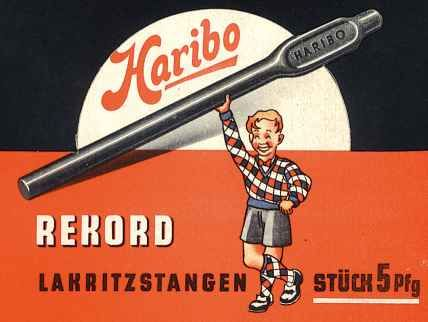 Haribo
HARIBO
REKORD
LAKRITZSTANGEN STÜCK 5 Pfg